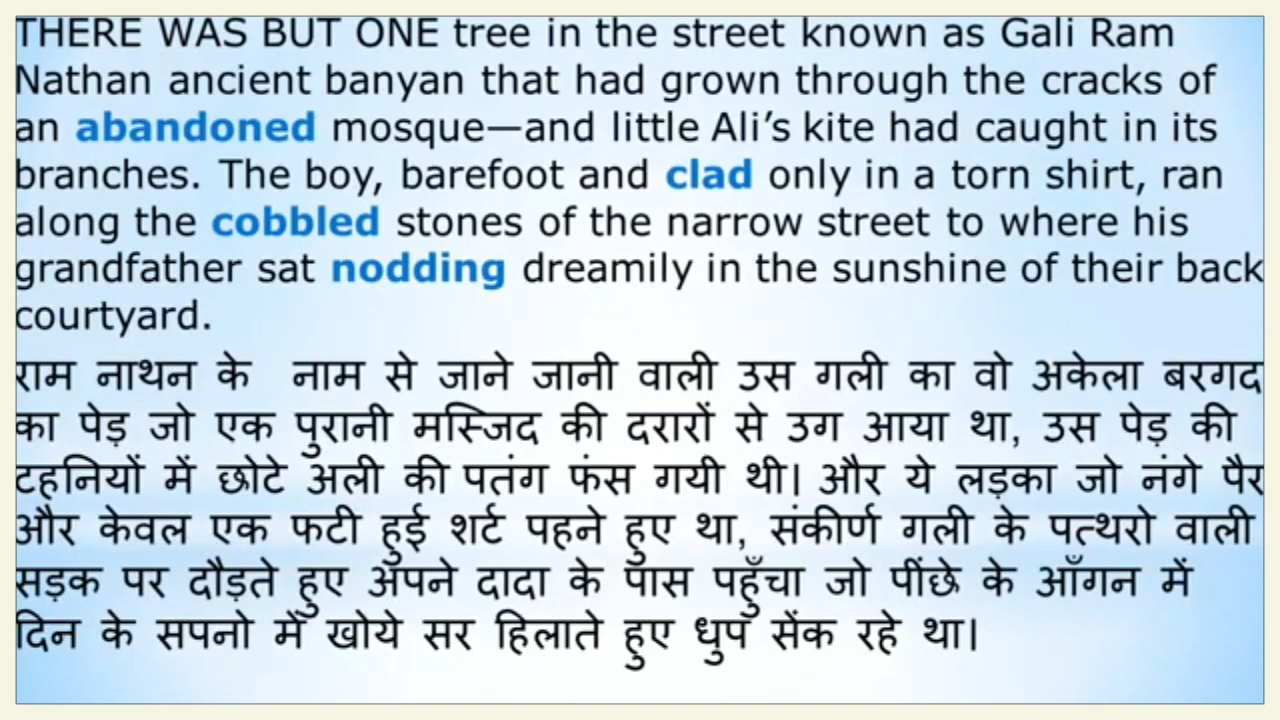 THERE WAS BUT ONE tree in the street known as Gali Ram
Nathan ancient banyan that had grown through the cracks of
an abandoned mosque—and little Ali’s kite had caught in its
branches. The boy, barefoot and clad only in a torn shirt, ran
along the cobbled stones of the narrow street to where his
grandfather sat nodding dreamily in the sunshine of their back
courtyard.
राम नाथन के नाम से जाने जानी वाली उस गली का वो अकेला बरगद
का पेड़ जो एक पुरानी मस्जिद की दरारों से उग आया था, उस पेड़ की
टहनियों में छोटे अली की पतंग फंस गयी थी| और ये लड़का जो नंगे पैर
और केवल एक फटी हुई शर्ट पहने हुए था, संकीर्ण गली के पत्थरो वाली
सड़क पर दौड़ते हुए अपने दादा के पास पहुँचा जो पींछे के आँगन में
दिन के सपनो में खोये सर हिलाते हुए धुप सेंक रहे था|